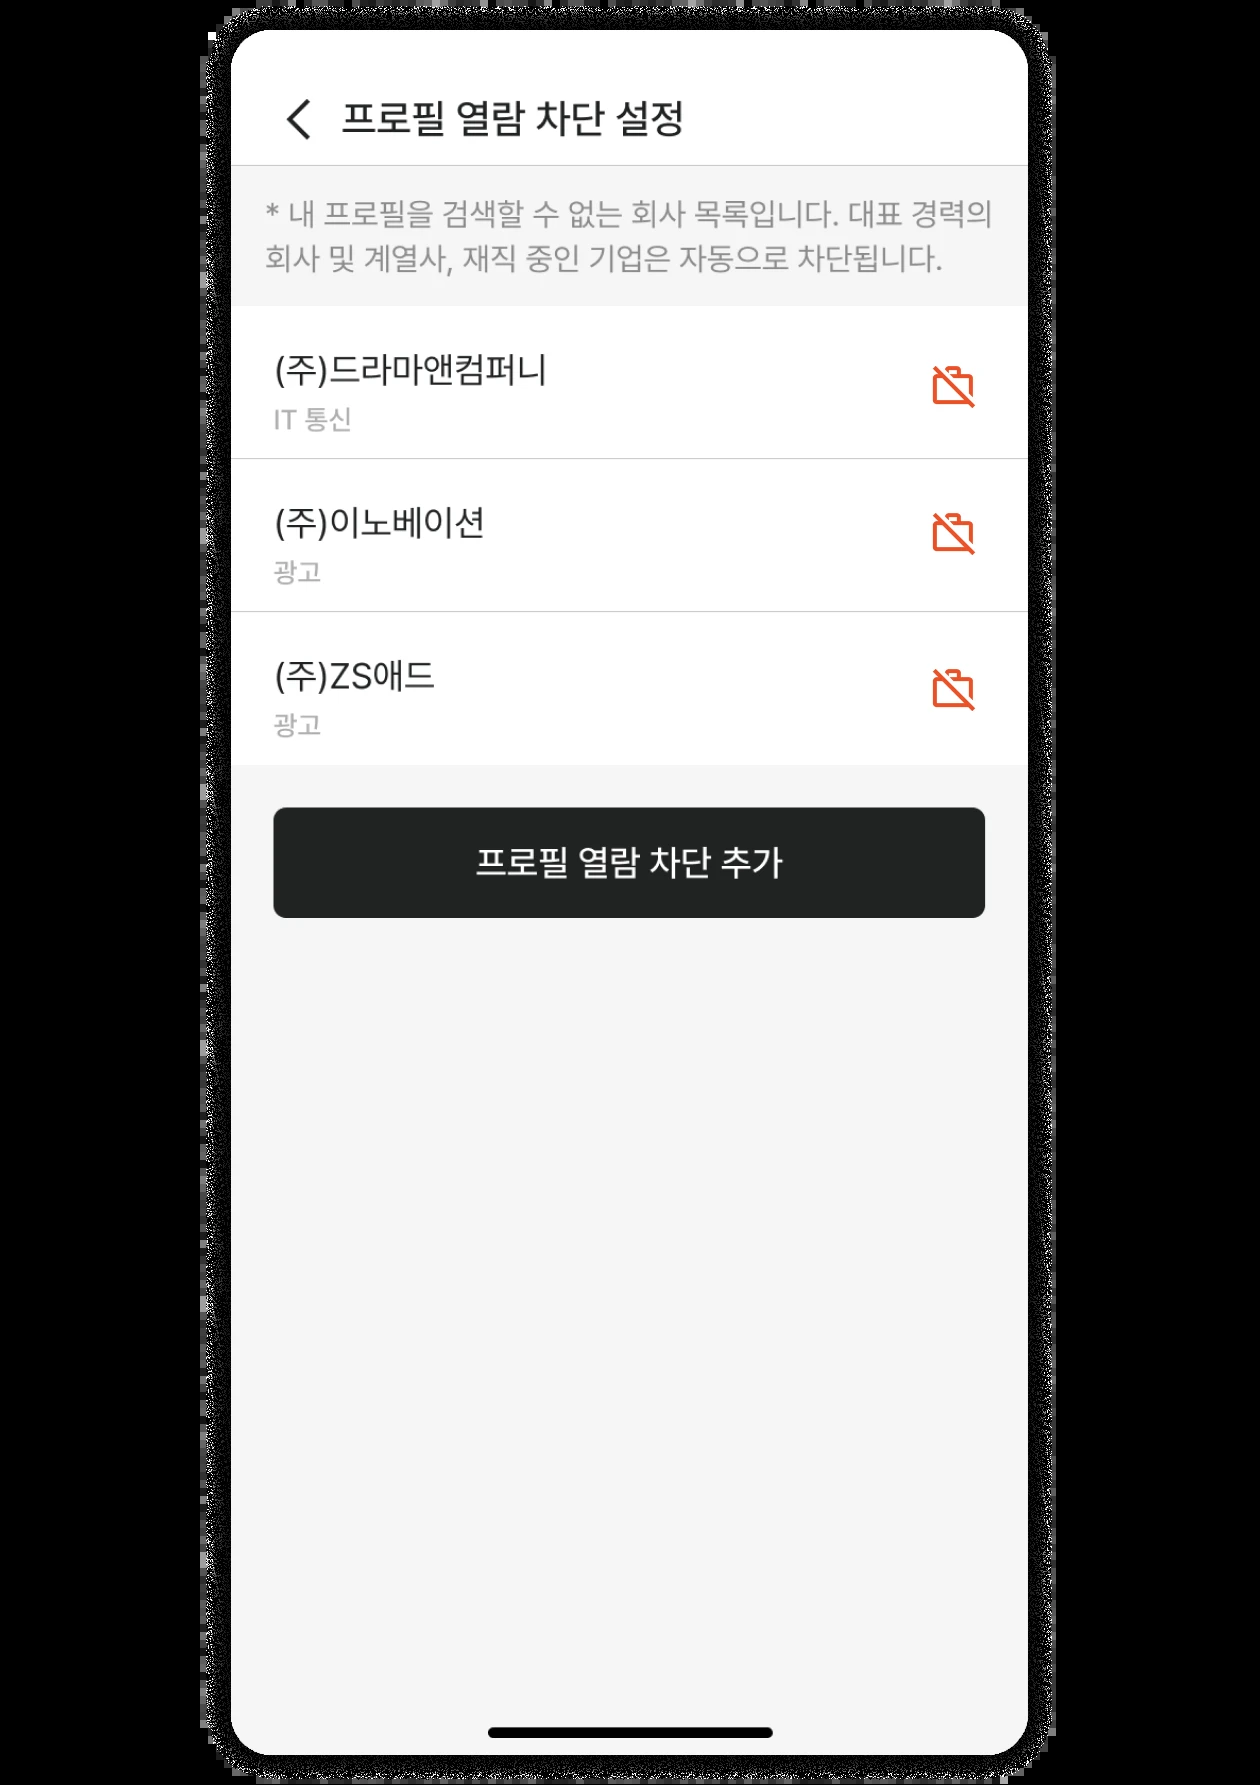 프로필 열람 차단 설정
* 내 프로필을 검색할 수 없는 회사 목록입니다. 대표 경력의
회사 및 계열사, 재직 중인 기업은 자동으로 차단됩니다.
(주)드라마앤컴퍼니
IT 통신
(주)이노베이션
광고
(주)ZS애드
광고
프로필 열람 차단 추가